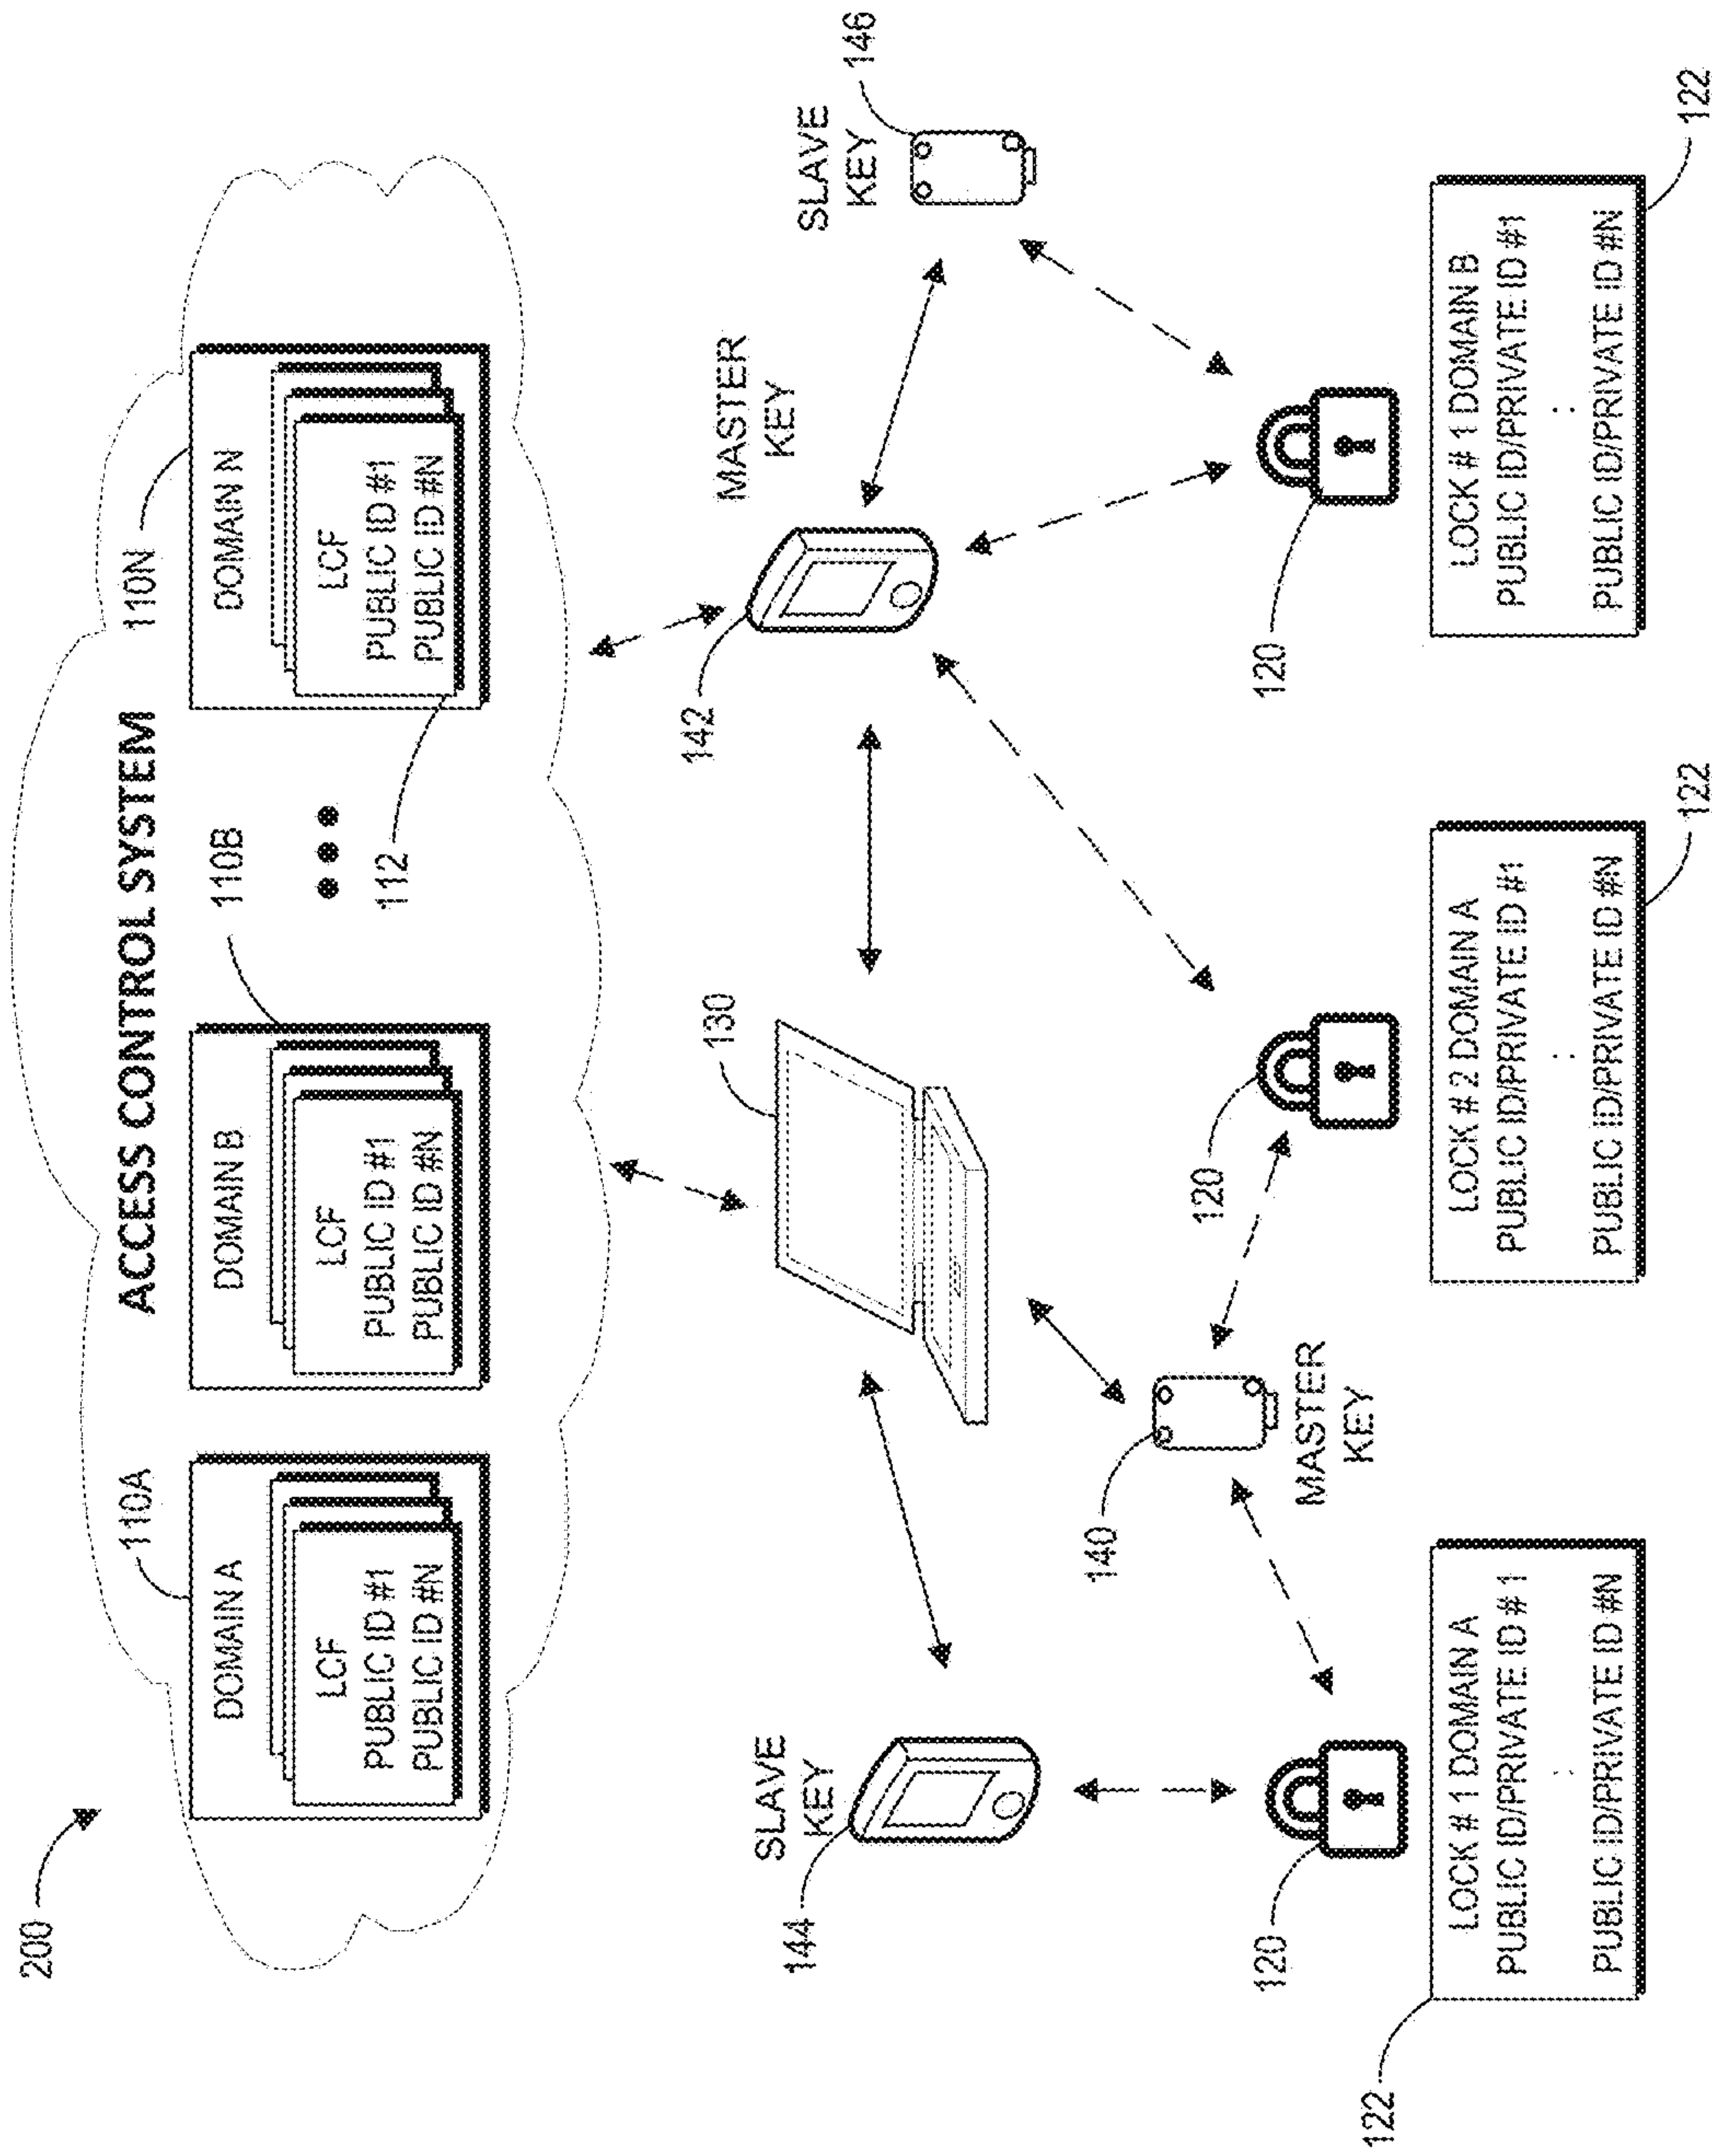 200
ACCESS CONTROL SYSTEM
110A
110B
110N
DOMAIN A
LCF
PUBLIC ID #1
PUBLIC ID #N
DOMAIN B
LCF
PUBLIC ID #1
PUBLIC ID #N
DOMAIN N
LCF
PUBLIC ID #1
PUBLIC ID #N
112
130
MASTER
KEY
142
SLAVE
KEY
146
SLAVE
KEY
144
140
MASTER
KEY
120
120
120
LOCK # 1 DOMAIN A
PUBLIC ID/PRIVATE ID # 1
:
PUBLIC ID/PRIVATE ID #N
122
LOCK # 2 DOMAIN A
PUBLIC ID/PRIVATE ID #1
:
PUBLIC ID/PRIVATE ID #N
122
LOCK # 1 DOMAIN B
PUBLIC ID/PRIVATE ID #1
:
PUBLIC ID/PRIVATE ID #N
122